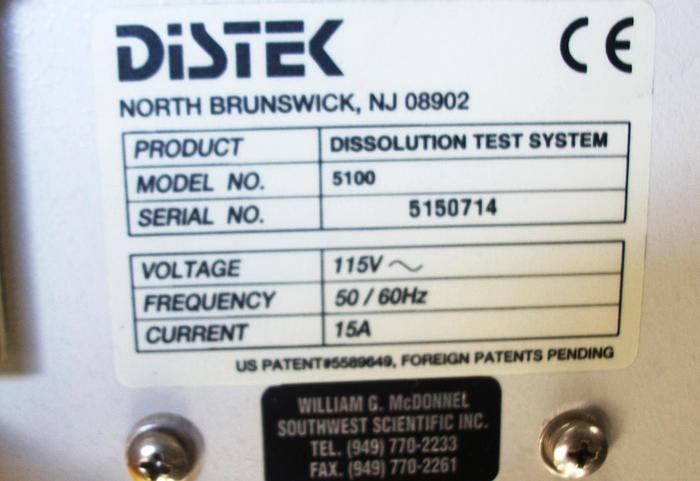 DiSTEK
CE
NORTH BRUNSWICK, NJ 08902
PRODUCT DISSOLUTION TEST SYSTEM
MODEL NO. 5100
SERIAL NO. 5150714
VOLTAGE 115V ~
FREQUENCY 50 / 60Hz
CURRENT 15A
US PATENT#5589649, FOREIGN PATENTS PENDING
WILLIAM G. McDONNEL
SOUTHWEST SCIENTIFIC INC.
TEL. (949) 770-2233
FAX. (949) 770-2261